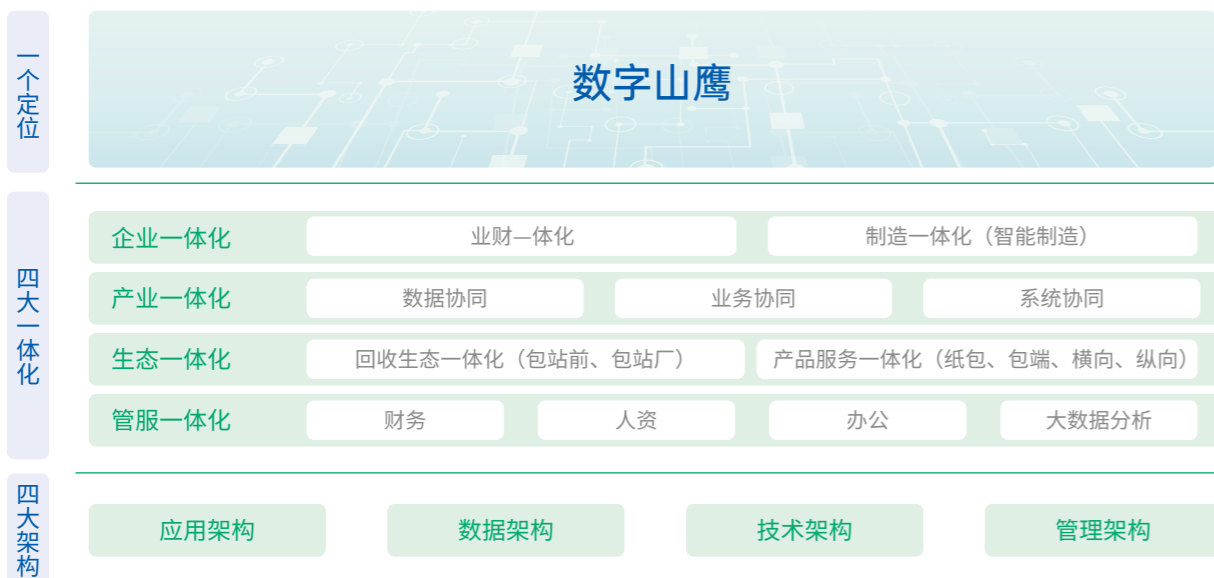 一个定位
数字山鹰
四大一体化
企业一体化
业财—体化
制造一体化（智能制造）
产业一体化
数据协同
业务协同
系统协同
生态一体化
回收生态一体化（包站前、包站厂）
产品服务一体化（纸包、包端、横向、纵向）
管服一体化
财务
人资
办公
大数据分析
四大架构
应用架构
数据架构
技术架构
管理架构